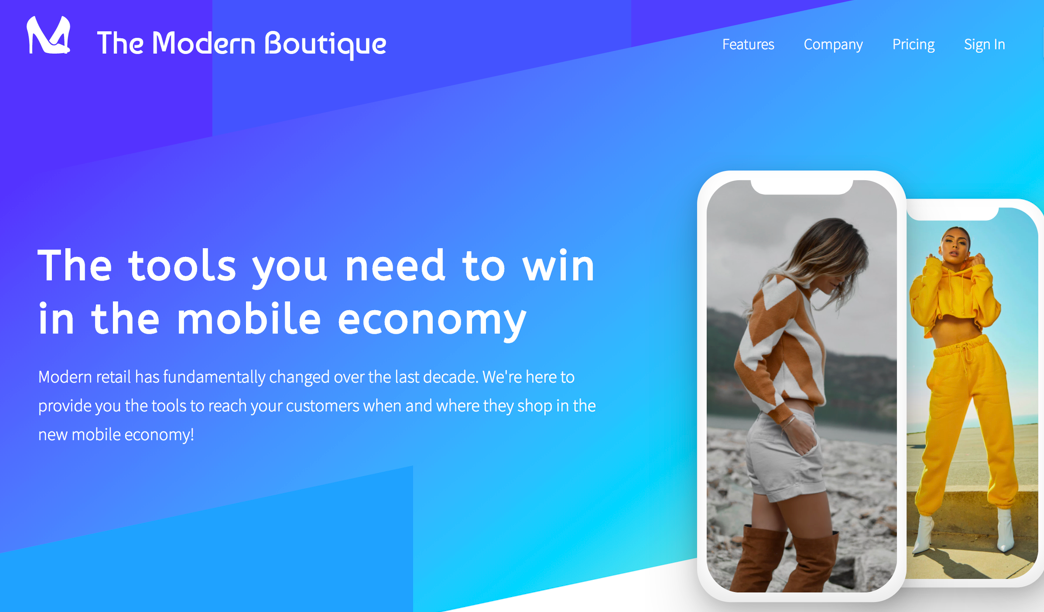 The Modern Boutique
Features
Company
Pricing
Sign In
The tools you need to win
in the mobile economy
Modern retail has fundamentally changed over the last decade. We're here to
provide you the tools to reach your customers when and where they shop in the
new mobile economy!